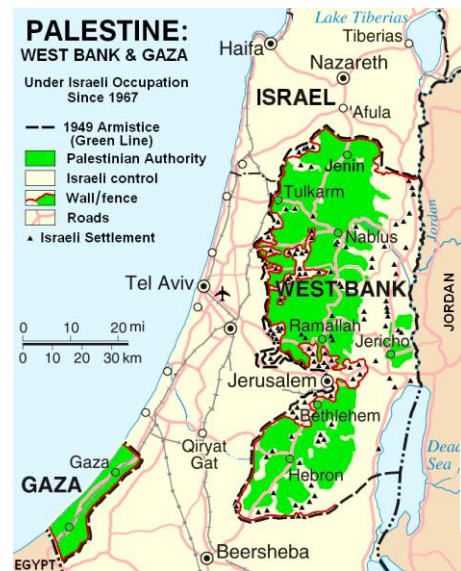 PALESTINE:
WEST BANK & GAZA
Under Israeli Occupation
Since 1967
1949 Armistice
(Green Line)
Palestinian Authority
Israeli control
Wall/fence
Roads
Israeli Settlement
Lake Tiberias
Haifa
Tiberias
Nazareth
ISRAEL
'Afula
Jenin
Tulkarm
Nablus
Jordan
Tel Aviv
WEST BANK
JORDAN
0 10 20 mi
0 10 20 30 km
Ramallah
Jericho
Jerusalem
Bethlehem
Qiryat
Gat
Dead
Sea
Gaza
GAZA
Hebron
EGYPT
Beersheba